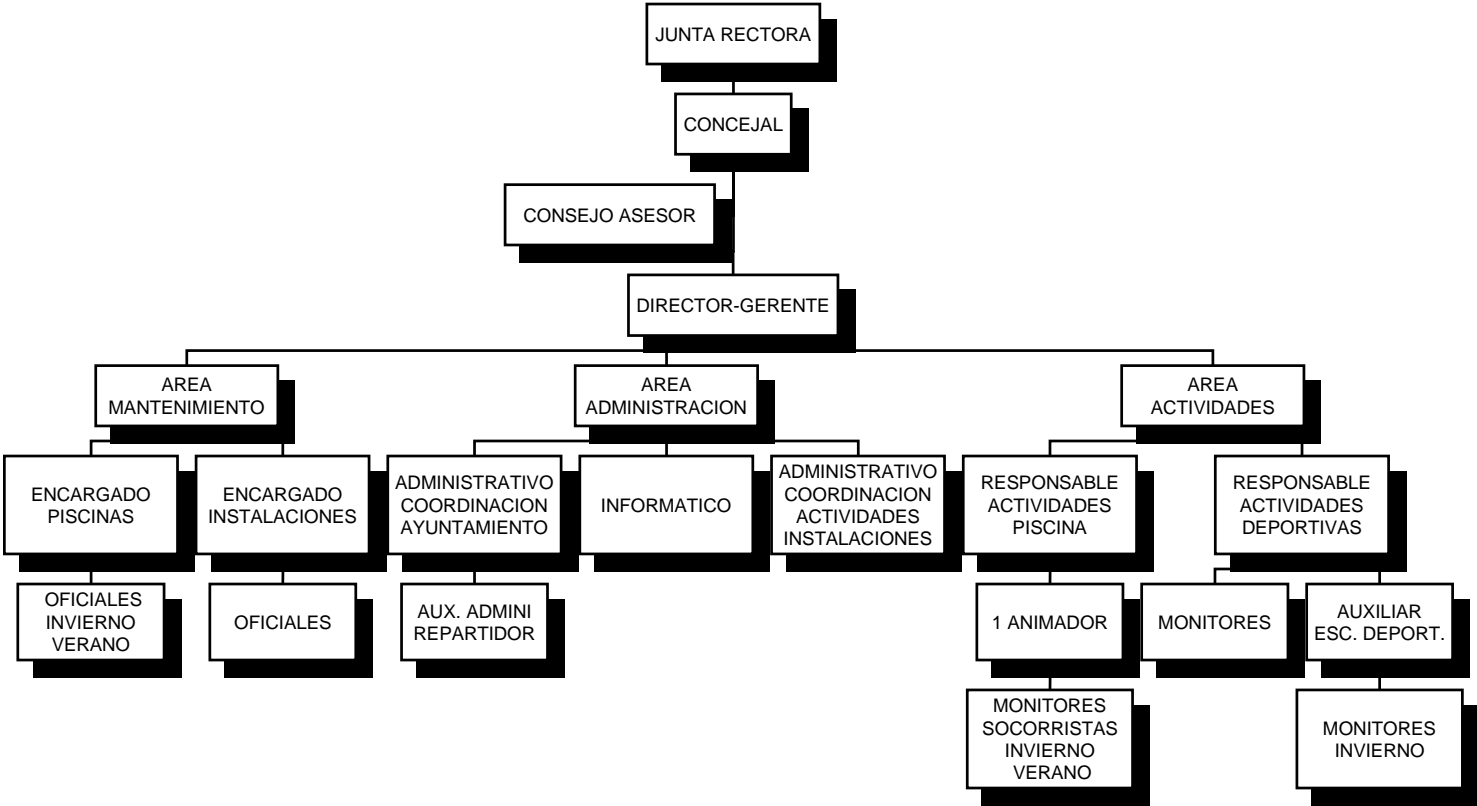 JUNTA RECTORA
CONCEJAL
CONSEJO ASESOR
DIRECTOR-GERENTE
AREA
MANTENIMIENTO
AREA
ADMINISTRACION
AREA
ACTIVIDADES
ENCARGADO
PISCINAS
ENCARGADO
INSTALACIONES
ADMINISTRATIVO
COORDINACION
AYUNTAMIENTO
INFORMATICO
ADMINISTRATIVO
COORDINACION
ACTIVIDADES
INSTALACIONES
RESPONSABLE
ACTIVIDADES
PISCINA
RESPONSABLE
ACTIVIDADES
DEPORTIVAS
OFICIALES
INVIERNO
VERANO
OFICIALES
AUX. ADMINI
REPARTIDOR
1 ANIMADOR
MONITORES
AUXILIAR
ESC. DEPORT.
MONITORES
SOCORRISTAS
INVIERNO
VERANO
MONITORES
INVIERNO